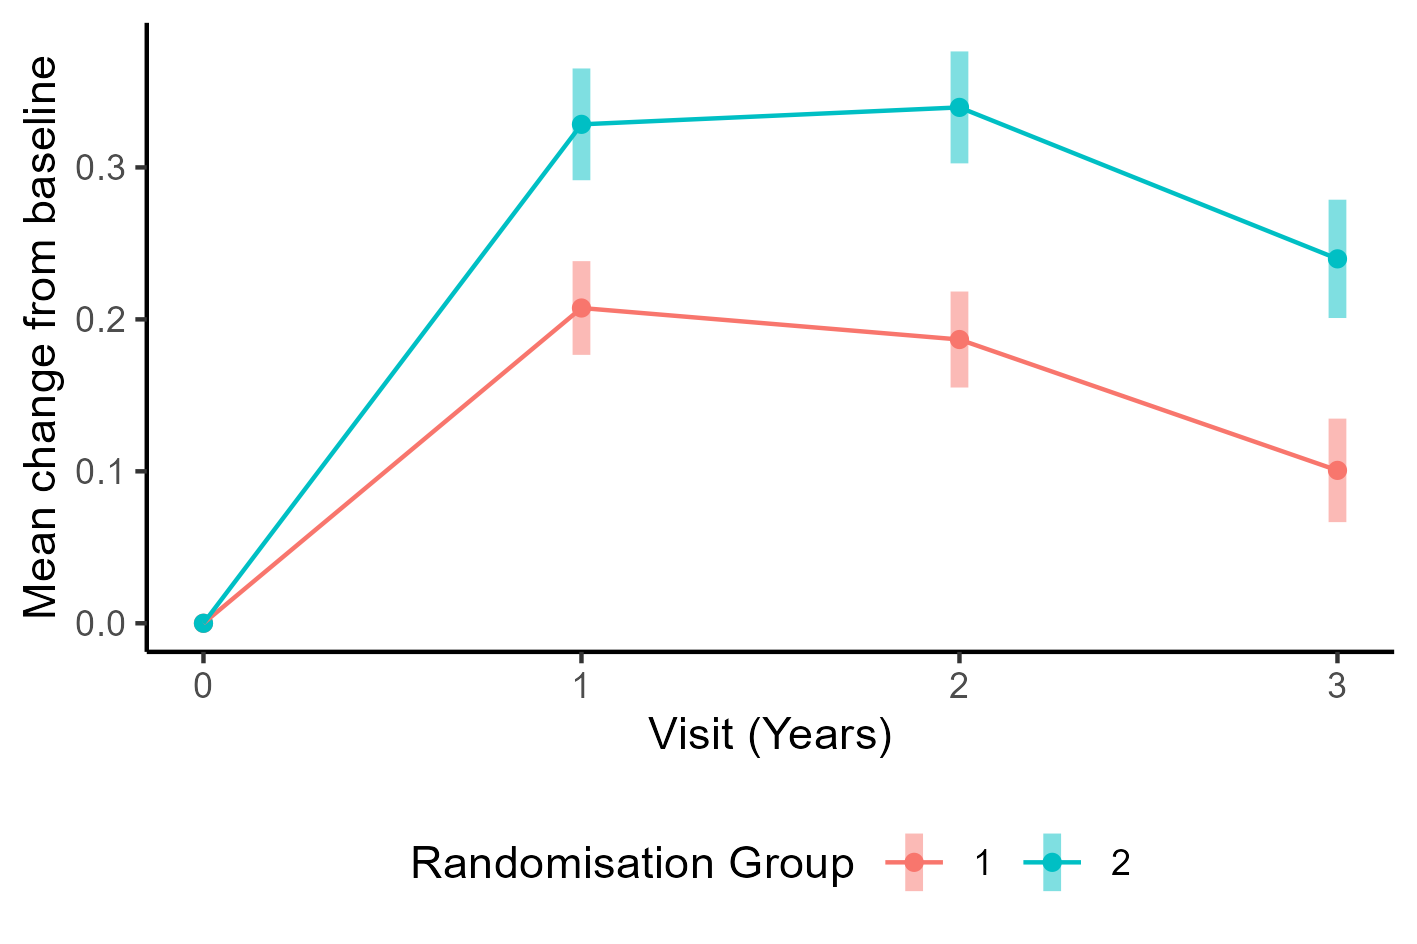 Mean change from baseline
0.3
0.2
0.1
0.0
0 1 2 3
Visit (Years)
Randomisation Group 1 2